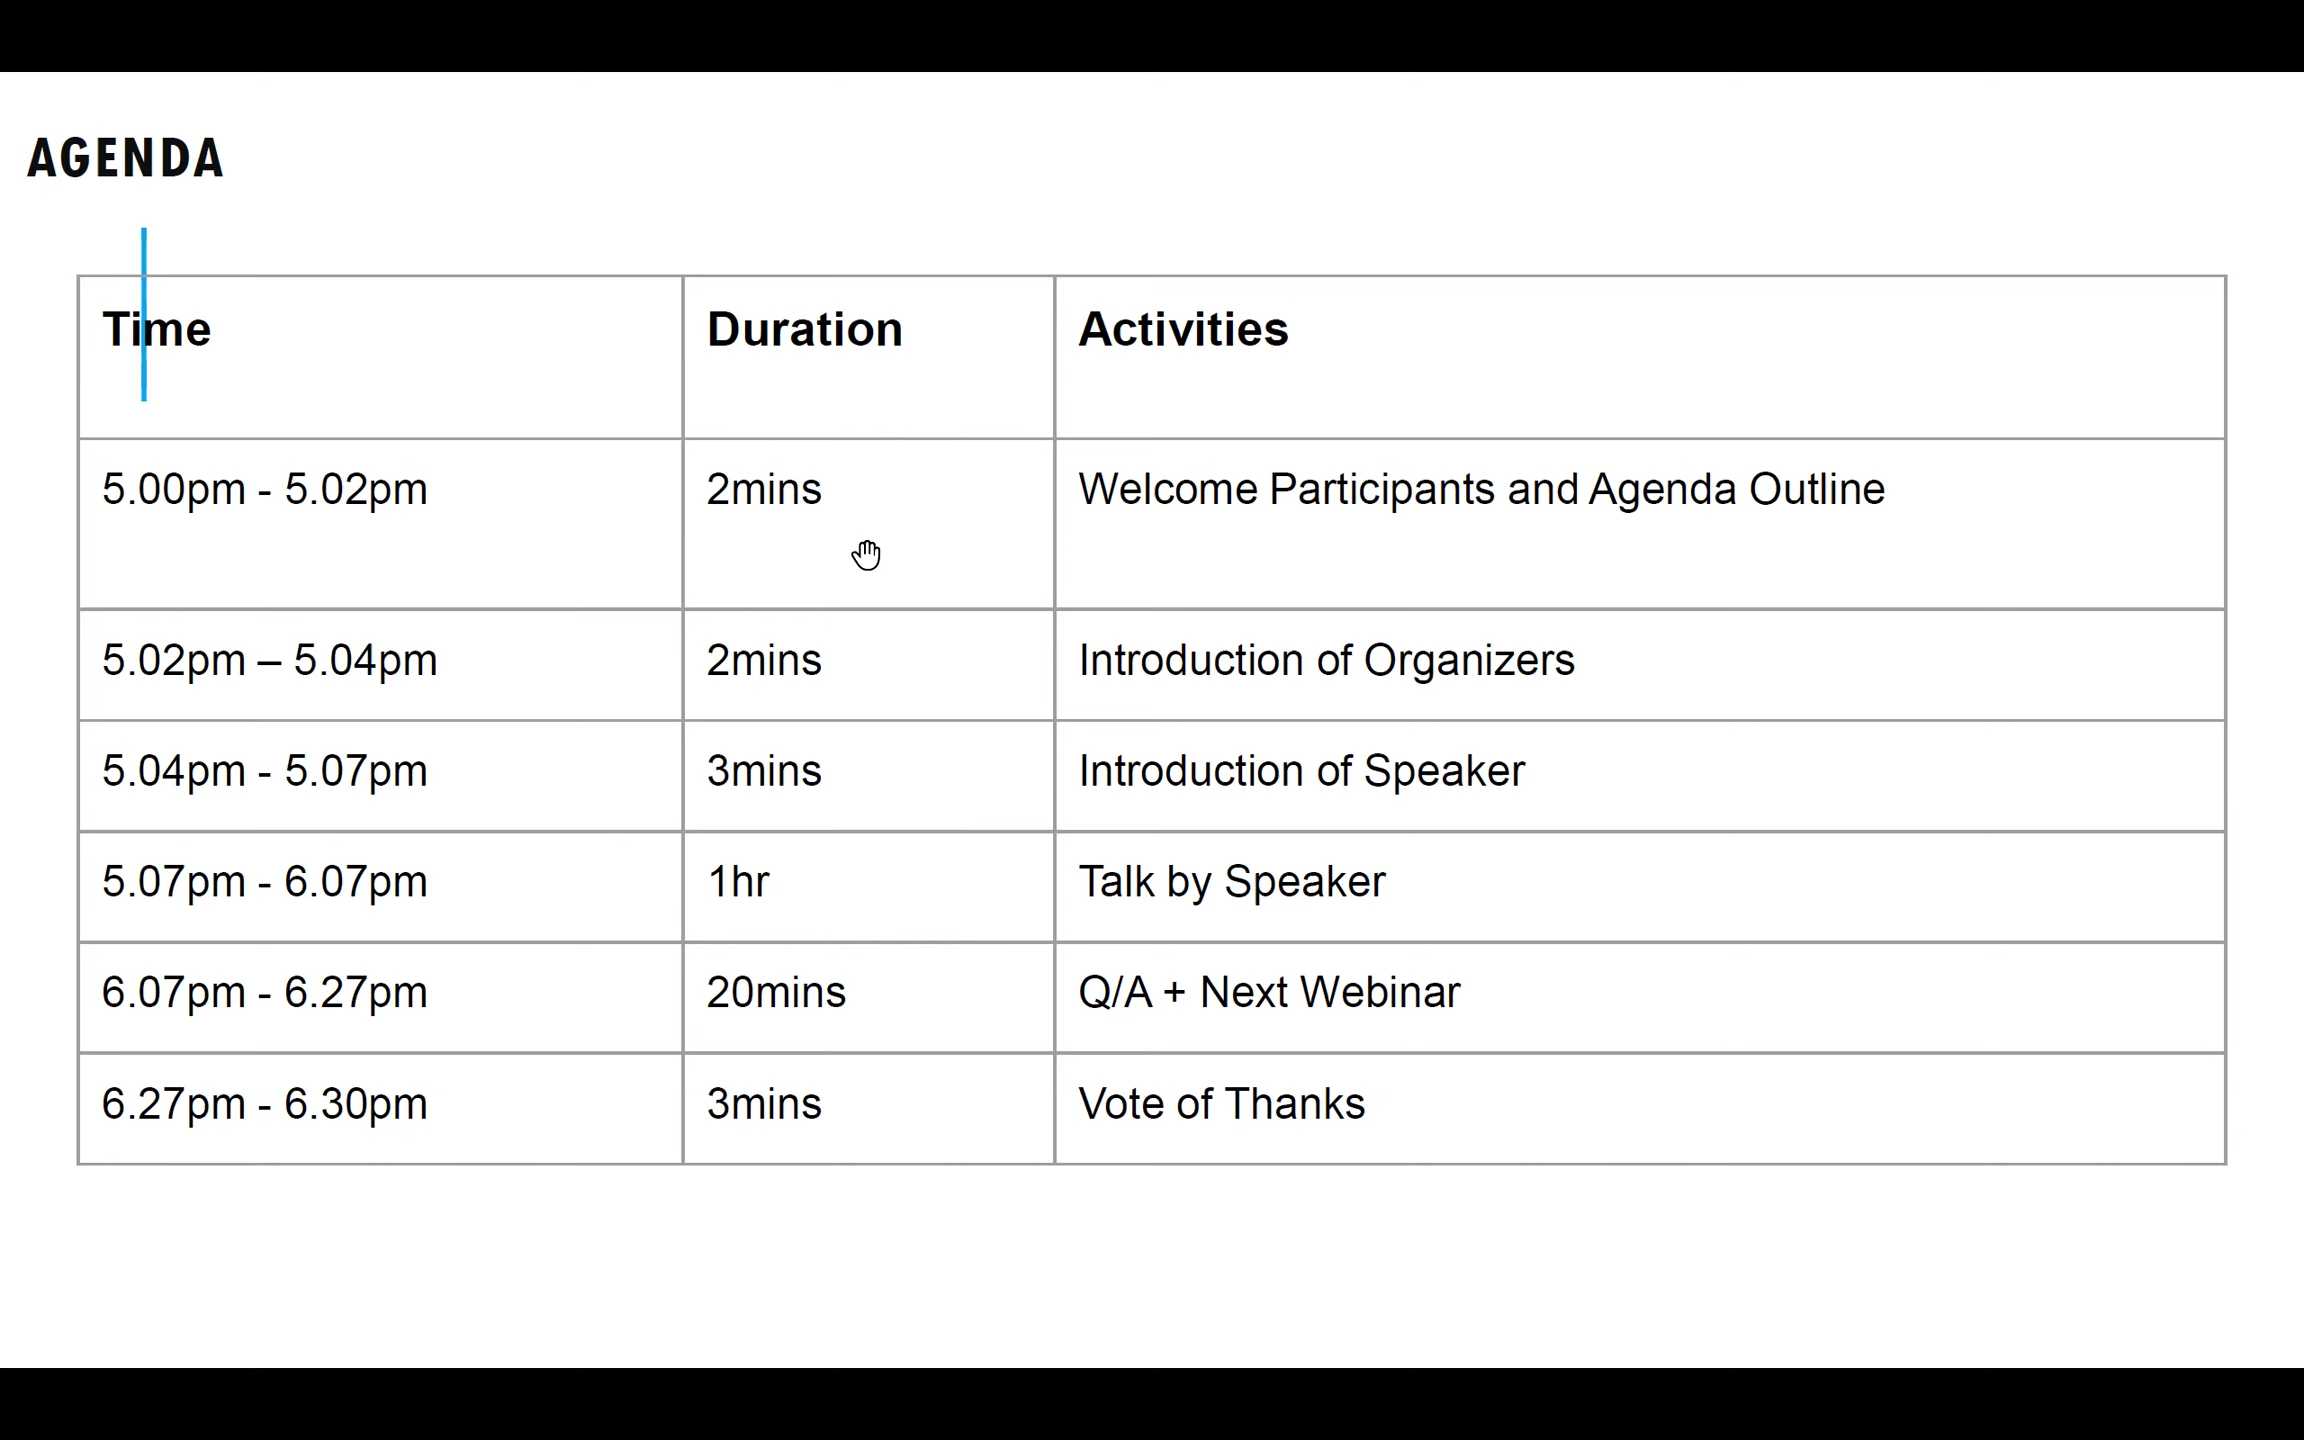 AGENDA
Time Duration Activities
5.00pm - 5.02pm 2mins Welcome Participants and Agenda Outline
5.02pm – 5.04pm 2mins Introduction of Organizers
5.04pm - 5.07pm 3mins Introduction of Speaker
5.07pm - 6.07pm 1hr Talk by Speaker
6.07pm - 6.27pm 20mins Q/A + Next Webinar
6.27pm - 6.30pm 3mins Vote of Thanks